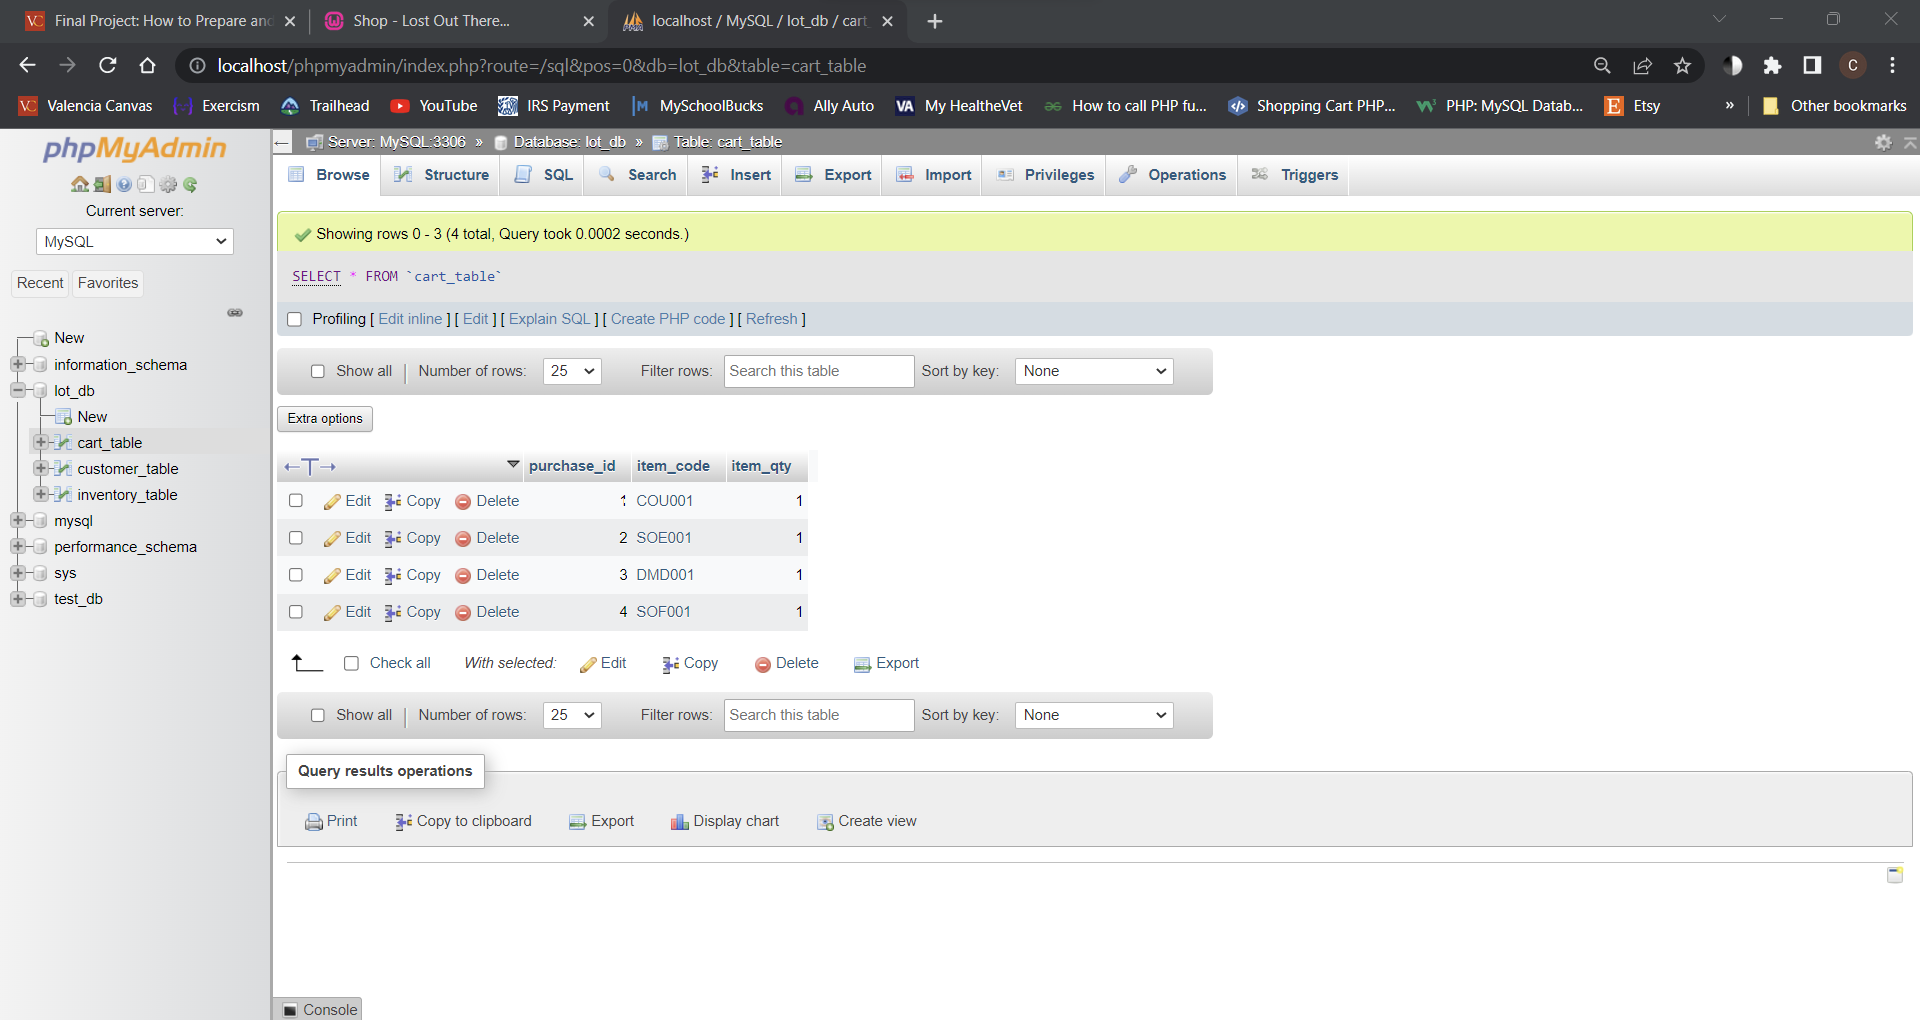 Final Project: How to Prepare and
Shop - Lost Out There...
localhost / MySQL / lot_db / cart_
localhost/phpmyadmin/index.php?route=/sql&pos=0&db=lot_db&table=cart_table
C
Valencia Canvas
Exercism
Trailhead
YouTube
IRS Payment
MySchoolBucks
Ally Auto
My HealtheVet
How to call PHP fu...
Shopping Cart PHP...
PHP: MySQL Datab...
Etsy
»
Other bookmarks
phpMyAdmin
Current server:
MySQL
Recent
Favorites
New
information_schema
lot_db
New
cart_table
customer_table
inventory_table
mysql
performance_schema
sys
test_db
Server: MySQL:3306 » Database: lot_db » Table: cart_table
Browse
Structure
SQL
Search
Insert
Export
Import
Privileges
Operations
Triggers
Showing rows 0 - 3 (4 total, Query took 0.0002 seconds.)
SELECT * FROM `cart_table`
Profiling [ Edit inline ] [ Edit ] [ Explain SQL ] [ Create PHP code ] [ Refresh ]
Show all | Number of rows: 25 Filter rows: Search this table Sort by key: None
Extra options
←T→ purchase_id item_code item_qty
Edit Copy Delete 1 COU001 1
Edit Copy Delete 2 SOE001 1
Edit Copy Delete 3 DMD001 1
Edit Copy Delete 4 SOF001 1
Check all With selected: Edit Copy Delete Export
Show all | Number of rows: 25 Filter rows: Search this table Sort by key: None
Query results operations
Print Copy to clipboard Export Display chart Create view
Console